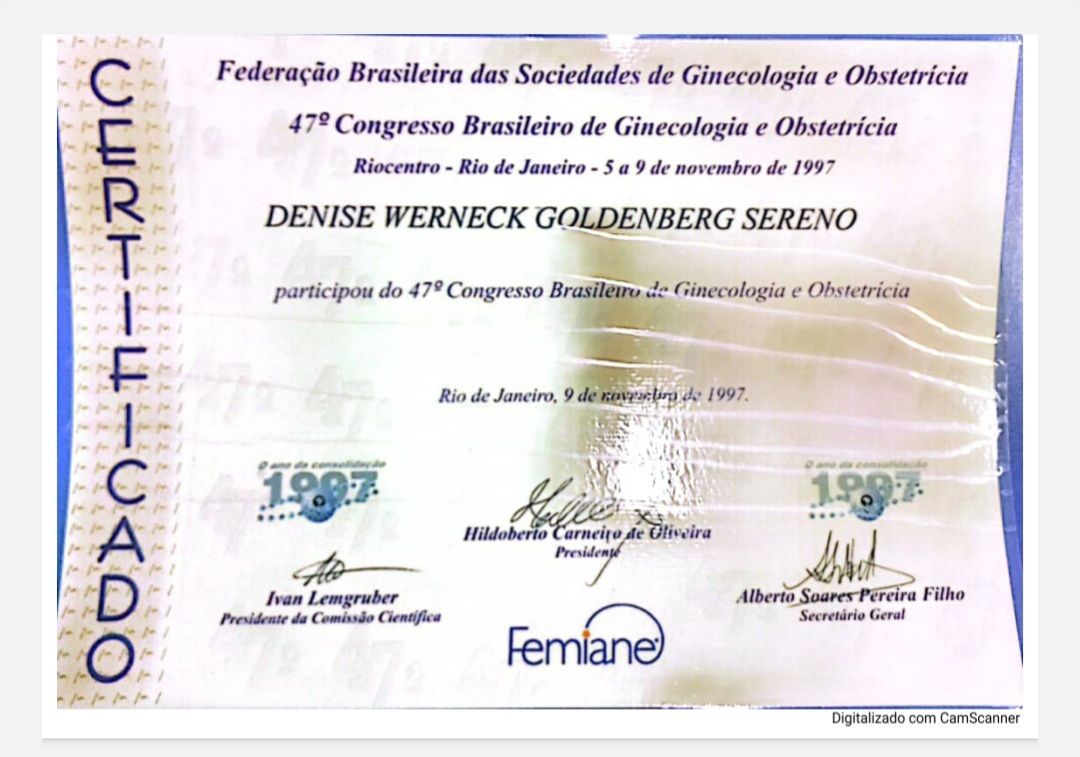 CERTIFICADO
Federação Brasileira das Sociedades de Ginecologia e Obstetrícia
47º Congresso Brasileiro de Ginecologia e Obstetrícia
Riocentro - Rio de Janeiro - 5 a 9 de novembro de 1997
DENISE WERNECK GOLDENBERG SERENO
participou do 47º Congresso Brasileiro de Ginecologia e Obstetrícia
Rio de Janeiro, 9 de novembro de 1997.
O ano da consolidação
1997
O ano da consolidação
1997
Hildoberto Carneiro de Oliveira
Presidente
Ivan Lemgruber
Presidente da Comissão Científica
Alberto Soares Pereira Filho
Secretário Geral
Femiane
Digitalizado com CamScanner